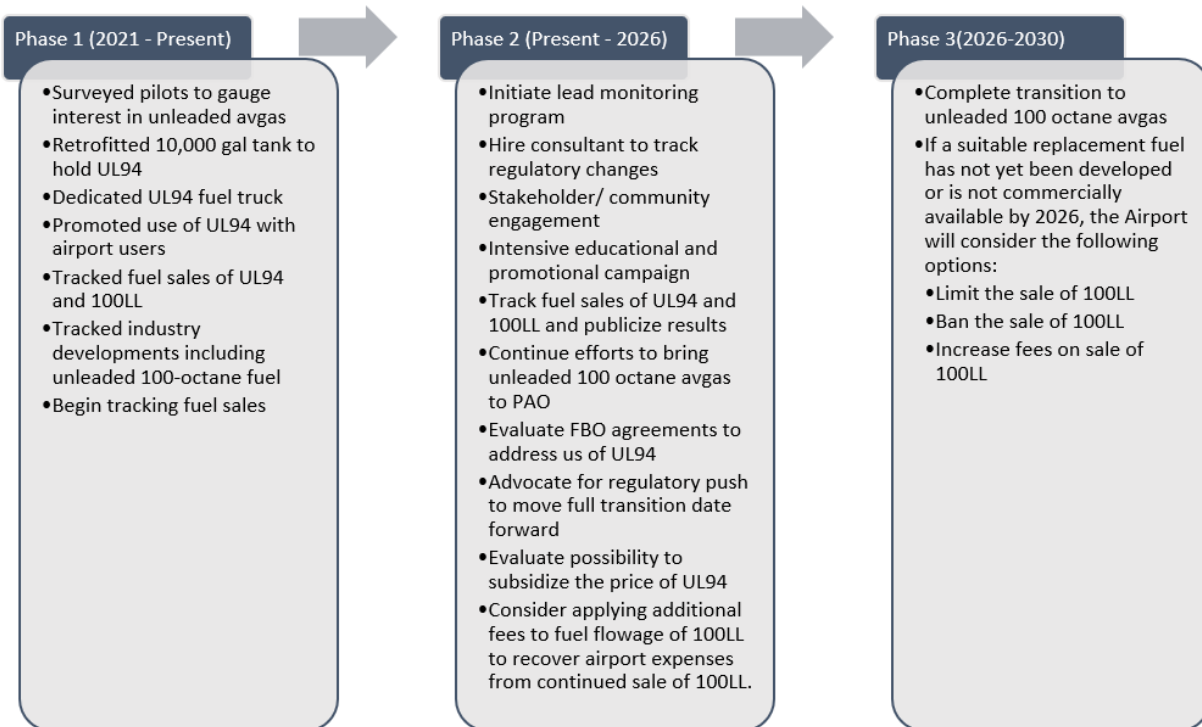 Phase 1 (2021 - Present)
•Surveyed pilots to gauge
interest in unleaded avgas
•Retrofitted 10,000 gal tank to
hold UL94
•Dedicated UL94 fuel truck
•Promoted use of UL94 with
airport users
•Tracked fuel sales of UL94
and 100LL
•Tracked industry
developments including
unleaded 100-octane fuel
•Begin tracking fuel sales
Phase 2 (Present - 2026)
•Initiate lead monitoring
program
•Hire consultant to track
regulatory changes
•Stakeholder/ community
engagement
•Intensive educational and
promotional campaign
•Track fuel sales of UL94 and
100LL and publicize results
•Continue efforts to bring
unleaded 100 octane avgas
to PAO
•Evaluate FBO agreements to
address us of UL94
•Advocate for regulatory push
to move full transition date
forward
•Evaluate possibility to
subsidize the price of UL94
•Consider applying additional
fees to fuel flowage of 100LL
to recover airport expenses
from continued sale of 100LL.
Phase 3(2026-2030)
•Complete transition to
unleaded 100 octane avgas
•If a suitable replacement fuel
has not yet been developed
or is not commercially
available by 2026, the Airport
will consider the following
options:
•Limit the sale of 100LL
•Ban the sale of 100LL
•Increase fees on sale of
100LL